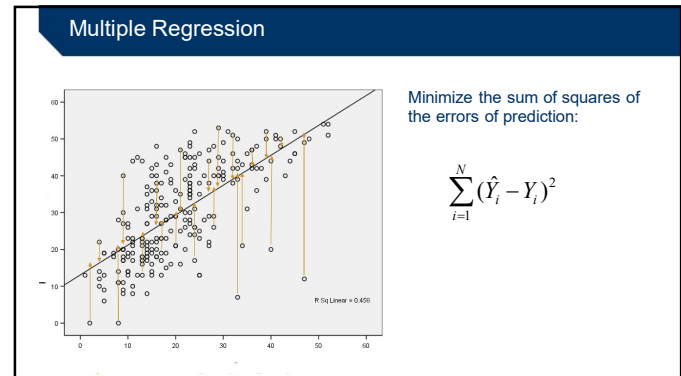 Multiple Regression
Minimize the sum of squares of
the errors of prediction:
N
∑ (Ŷi − Yi)²
i=1
60
50
40
30
20
10
0
R Sq Linear = 0.456
0 10 20 30 40 50 60